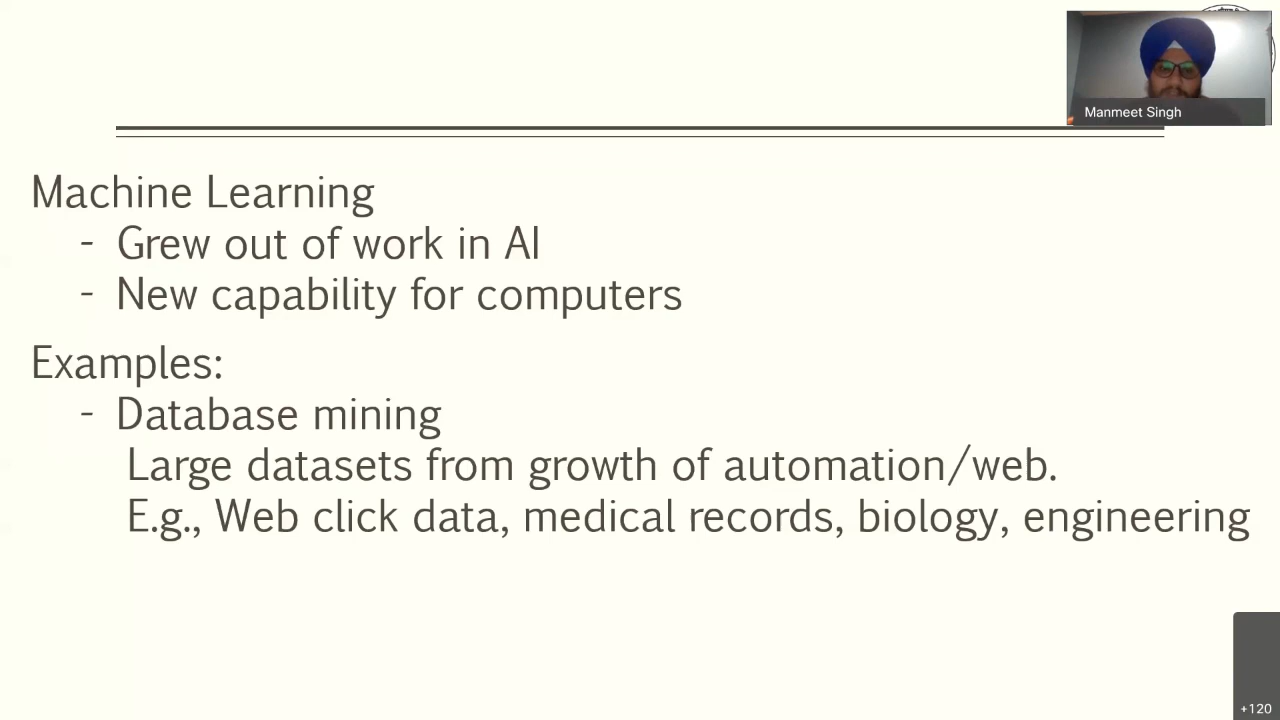 Manmeet Singh
Machine Learning
- Grew out of work in AI
- New capability for computers
Examples:
- Database mining
Large datasets from growth of automation/web.
E.g., Web click data, medical records, biology, engineering
+120